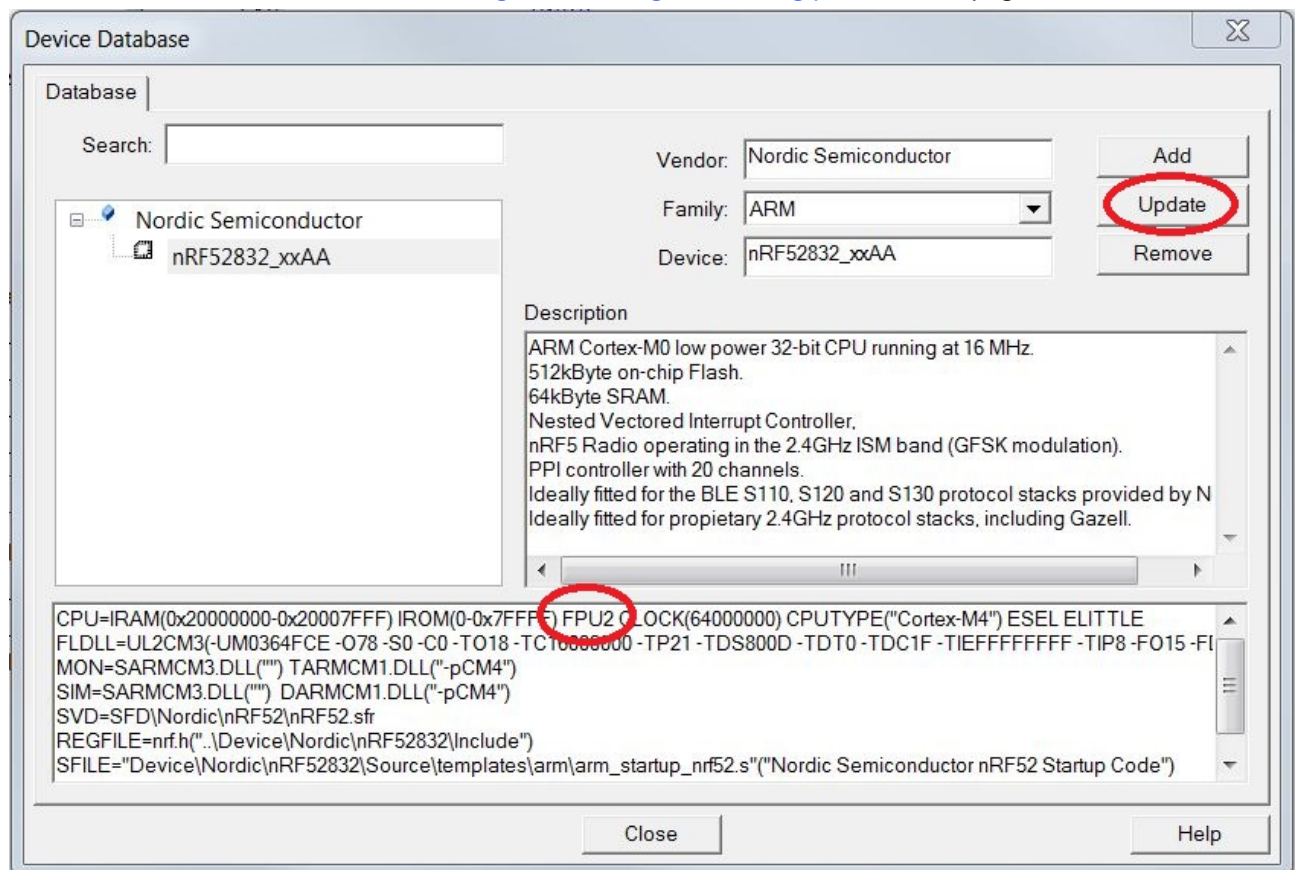 Device Database
Database
Search:
Vendor: Nordic Semiconductor
Add
Nordic Semiconductor
Family: ARM
Update
nRF52832_xxAA
Device: nRF52832_xxAA
Remove
Description
ARM Cortex-M0 low power 32-bit CPU running at 16 MHz.
512kByte on-chip Flash.
64kByte SRAM.
Nested Vectored Interrupt Controller,
nRF5 Radio operating in the 2.4GHz ISM band (GFSK modulation).
PPI controller with 20 channels.
Ideally fitted for the BLE S110, S120 and S130 protocol stacks provided by N
Ideally fitted for propietary 2.4GHz protocol stacks, including Gazell.
CPU=IRAM(0x20000000-0x20007FFF) IROM(0-0x7FFFF) FPU2 CLOCK(64000000) CPUTYPE("Cortex-M4") ESEL ELITTLE
FLDLL=UL2CM3(-UM0364FCE -O78 -S0 -C0 -TO18 -TC16000000 -TP21 -TDS800D -TDT0 -TDC1F -TIEFFFFFFFF -TIP8 -FO15
MON=SARMCM3.DLL("") TARMCM1.DLL("-pCM4")
SIM=SARMCM3.DLL("") DARMCM1.DLL("-pCM4")
SVD=SFD\Nordic\nRF52\nRF52.sfr
REGFILE=nrf.h("..\Device\Nordic\nRF52832\Include")
SFILE="Device\Nordic\nRF52832\Source\templates\arm\arm_startup_nrf52.s"("Nordic Semiconductor nRF52 Startup Code")
Close
Help